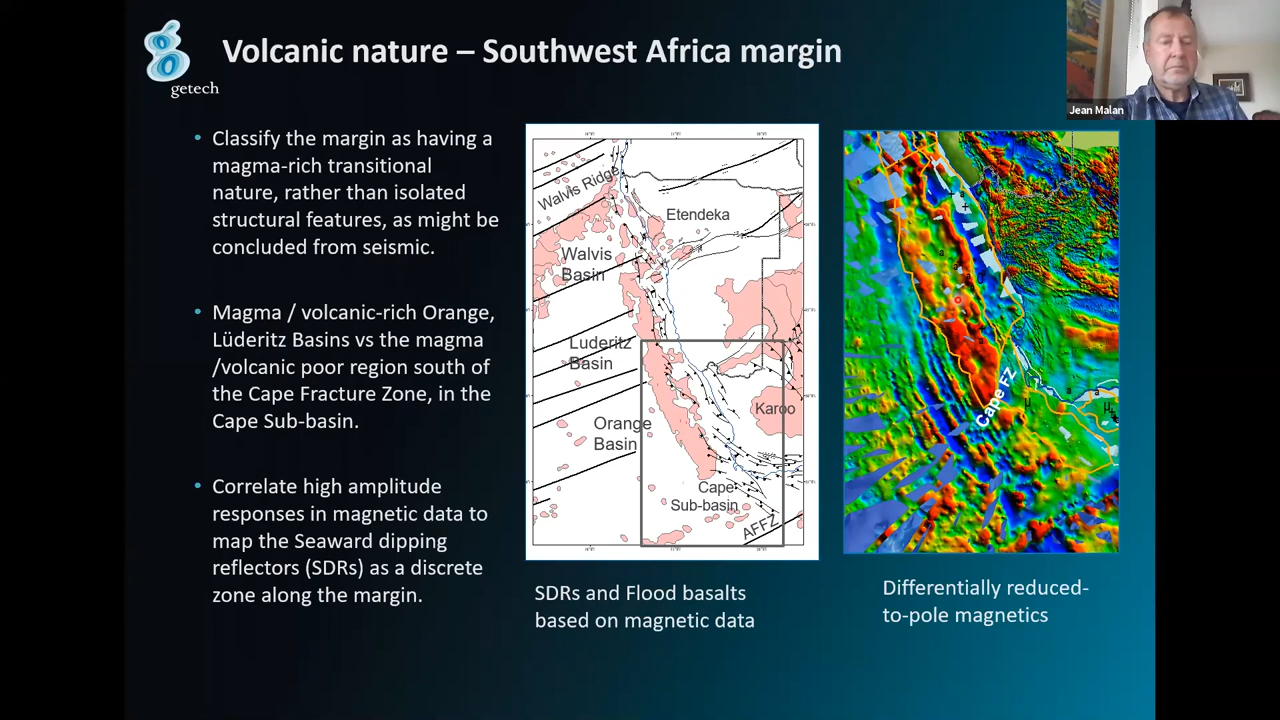 getech
Volcanic nature – Southwest Africa margin
Jean Malan
• Classify the margin as having a
magma-rich transitional
nature, rather than isolated
structural features, as might be
concluded from seismic.
• Magma / volcanic-rich Orange,
Lüderitz Basins vs the magma
/volcanic poor region south of
the Cape Fracture Zone, in the
Cape Sub-basin.
• Correlate high amplitude
responses in magnetic data to
map the Seaward dipping
reflectors (SDRs) as a discrete
zone along the margin.
Walvis Ridge
Etendeka
Walvis
Basin
Luderitz
Basin
Karoo
Orange
Basin
Cape
Sub-basin
AFFZ
SDRs and Flood basalts
based on magnetic data
Cape FZ
Differentially reduced-
to-pole magnetics